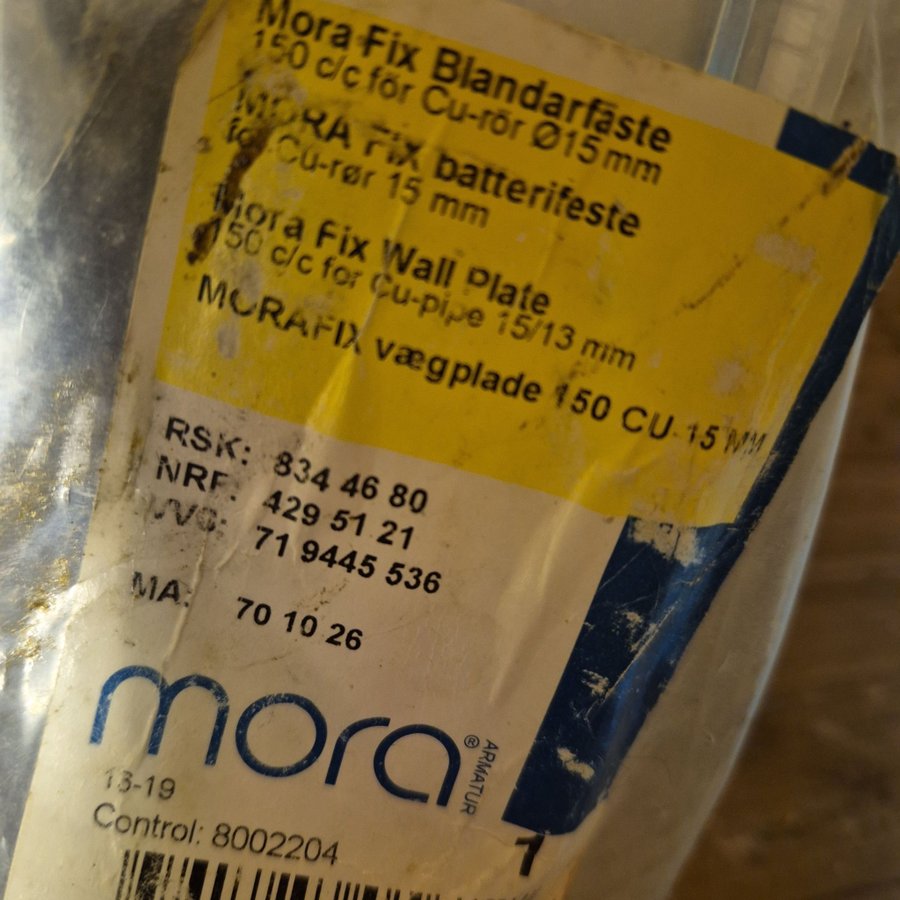 Mora Fix Blandarfäste
150 c/c för Cu-rör Ø15mm
MORA Fix batterifeste
for Cu-rør 15 mm
Mora Fix Wall Plate
150 c/c for Cu-pipe 15/13 mm
MORAFIX vægplade 150 CU 15 MM
RSK: 834 46 80
NRF: 429 51 21
VVS: 71 9445 536
MA: 70 10 26
mora®
ARMATUR
13-19
Control: 8002204
1